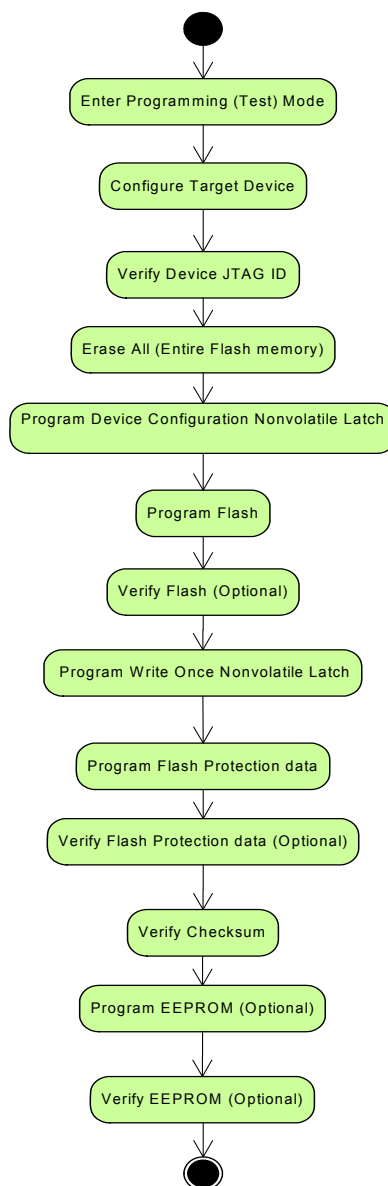 Enter Programming (Test) Mode
Configure Target Device
Verify Device JTAG ID
Erase All (Entire Flash memory)
Program Device Configuration Nonvolatile Latch
Program Flash
Verify Flash (Optional)
Program Write Once Nonvolatile Latch
Program Flash Protection data
Verify Flash Protection data (Optional)
Verify Checksum
Program EEPROM (Optional)
Verify EEPROM (Optional)